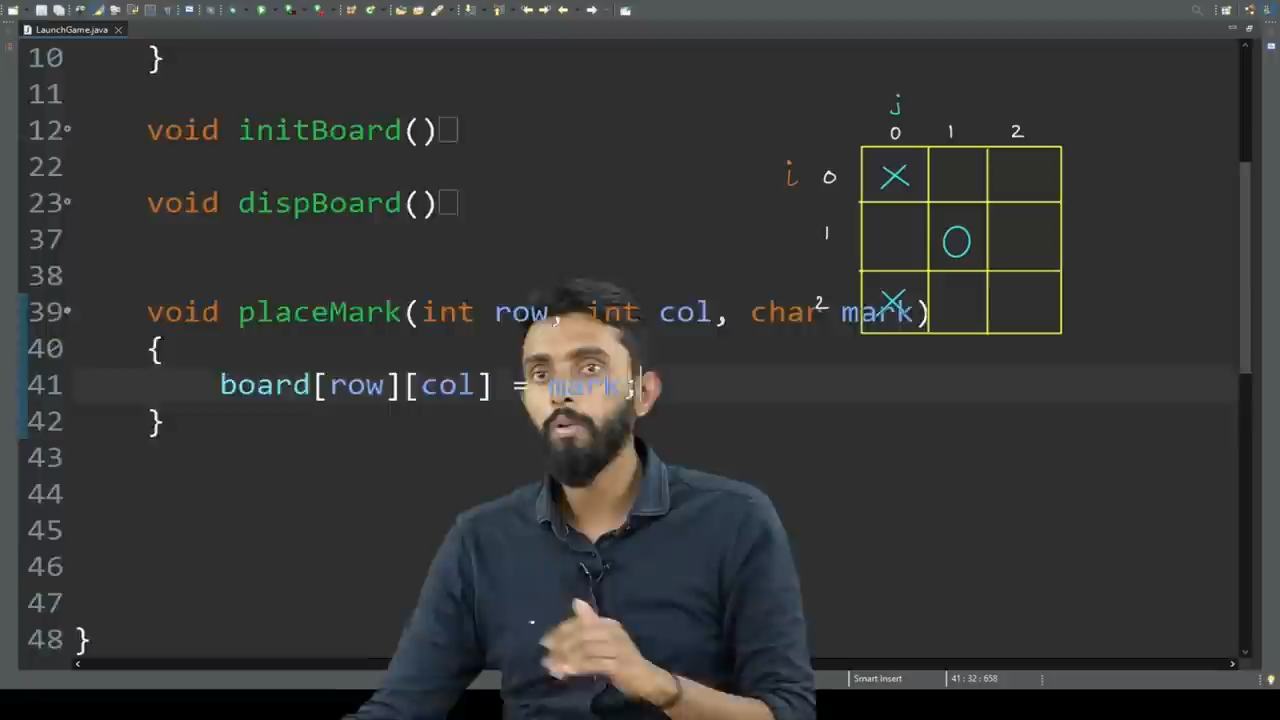 LaunchGame.java
10 }
11
12 void initBoard()
22
23 void dispBoard()
37
38
39 void placeMark(int row, int col, char mark)
40 {
41 board[row][col] = mark;
42 }
43
44
45
46
47
48 }
j
0 1 2
i 0 X
1 O
2 X
Smart Insert 41 : 32 : 658